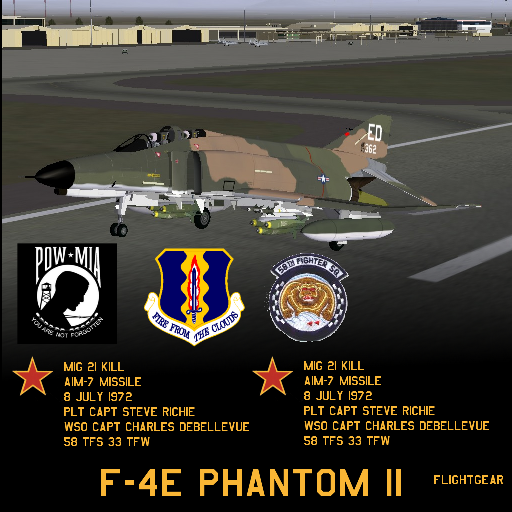 ED
362
POW★MIA
YOU ARE NOT FORGOTTEN
FIRE FROM THE CLOUDS
58TH FIGHTER SQ
MIG 21 KILL
AIM-7 MISSILE
8 JULY 1972
PLT CAPT STEVE RICHIE
WSO CAPT CHARLES DEBELLEVUE
58 TFS 33 TFW
MIG 21 KILL
AIM-7 MISSILE
8 JULY 1972
PLT CAPT STEVE RICHIE
WSO CAPT CHARLES DEBELLEVUE
58 TFS 33 TFW
F-4E PHANTOM II
FLIGHTGEAR